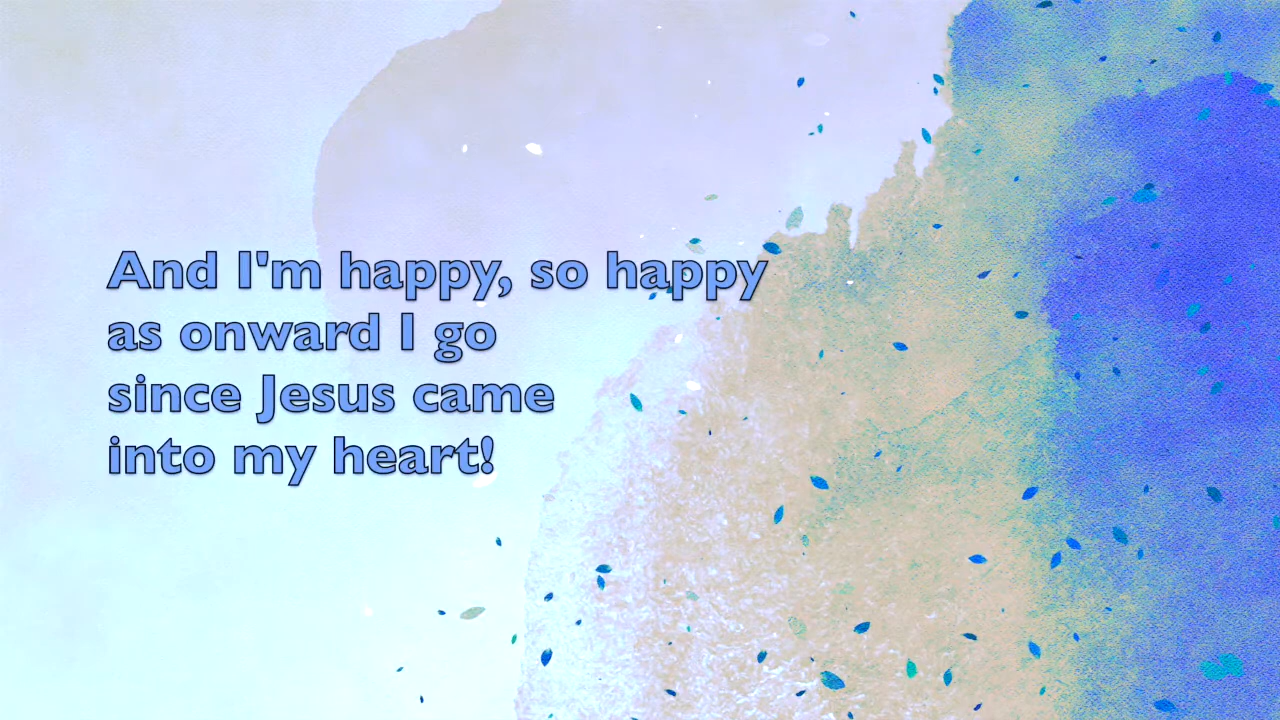 And I'm happy, so happy
as onward I go
since Jesus came
into my heart!